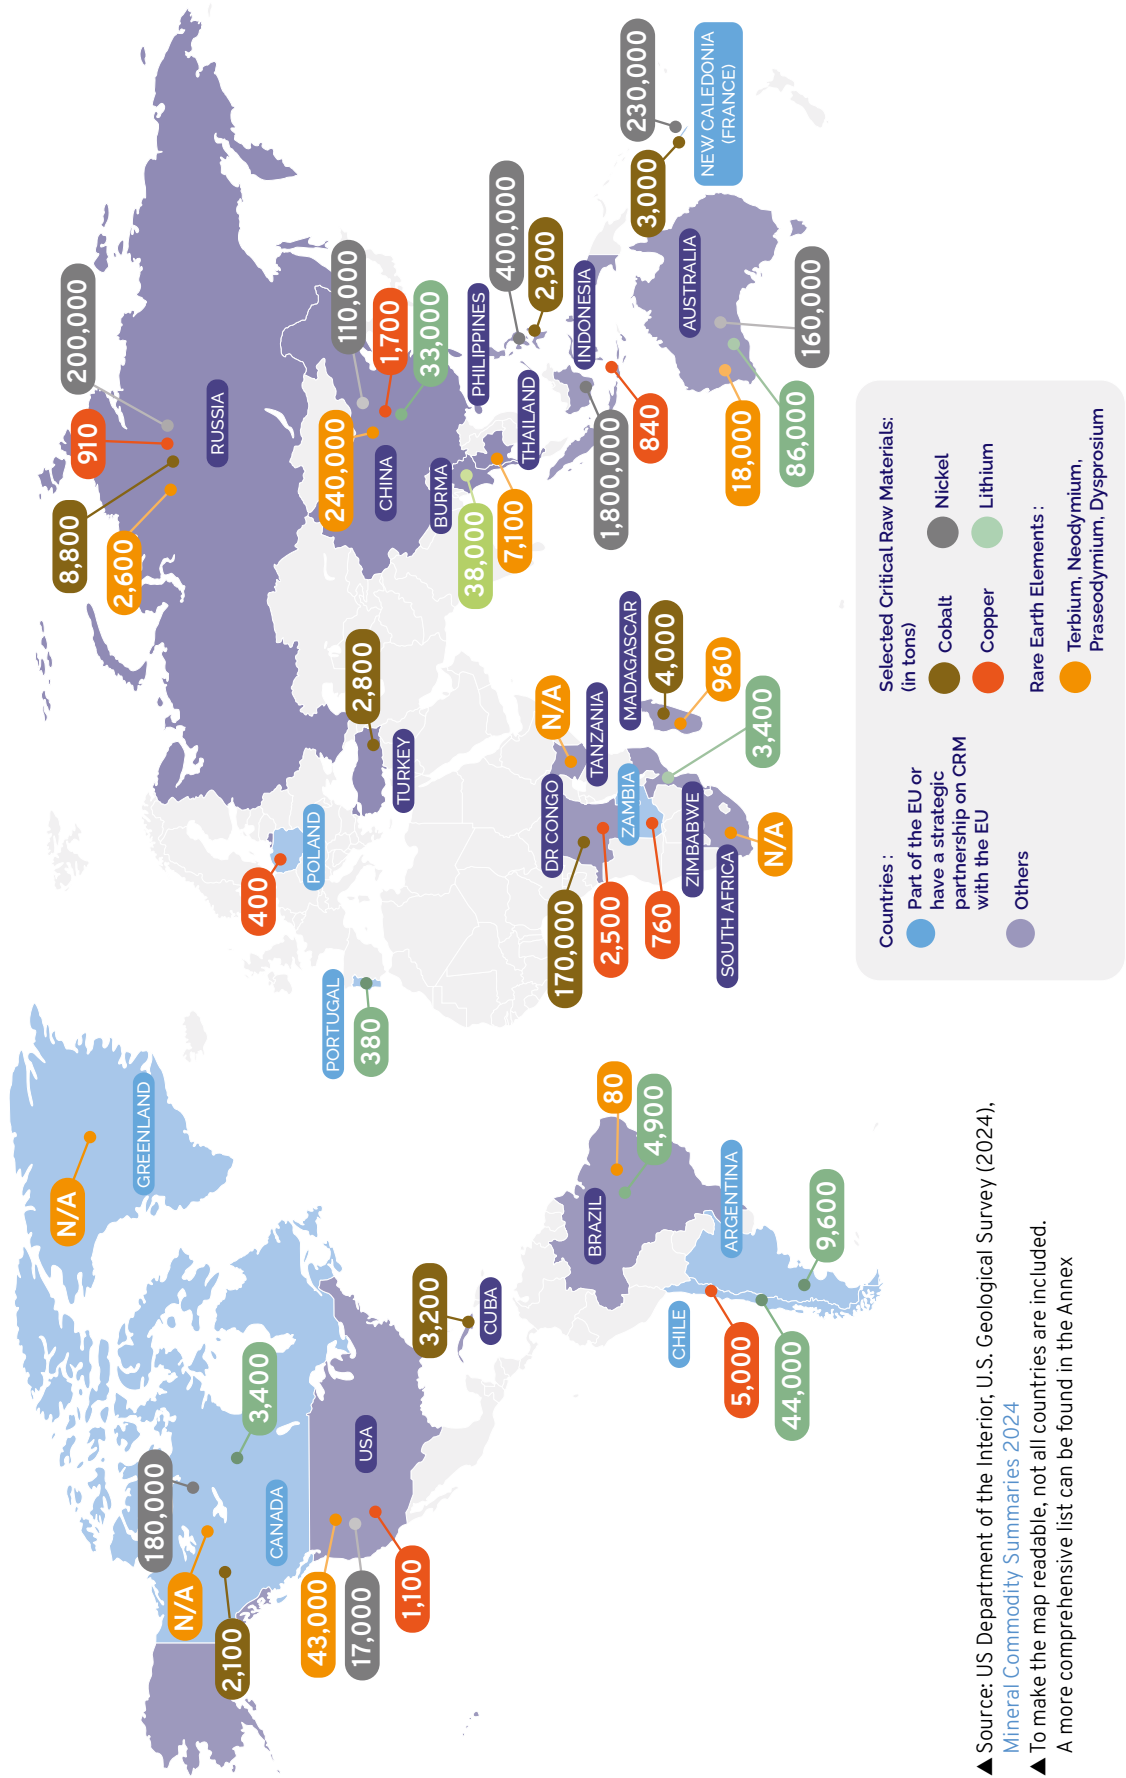 N/A
GREENLAND
180,000
N/A
2,100
3,400
CANADA
43,000
17,000
1,100
USA
3,200
CUBA
80
4,900
BRAZIL
ARGENTINA
9,600
CHILE
5,000
44,000
PORTUGAL
380
400
POLAND
2,800
TURKEY
8,800
2,600
910
200,000
RUSSIA
240,000
110,000
1,700
33,000
CHINA
BURMA
38,000
7,100
THAILAND
PHILIPPINES
400,000
2,900
INDONESIA
1,800,000
840
N/A
TANZANIA
DR CONGO
170,000
2,500
ZAMBIA
760
MADAGASCAR
4,000
960
3,400
ZIMBABWE
SOUTH AFRICA
N/A
AUSTRALIA
18,000
86,000
160,000
230,000
3,000
NEW CALEDONIA
(FRANCE)
Countries :
Part of the EU or
have a strategic
partnership on CRM
with the EU
Others
Selected Critical Raw Materials:
(in tons)
Cobalt
Nickel
Copper
Lithium
Rare Earth Elements :
Terbium, Neodymium,
Praseodymium, Dysprosium
▲ Source: US Department of the Interior, U.S. Geological Survey (2024),
Mineral Commodity Summaries 2024
▲ To make the map readable, not all countries are included.
A more comprehensive list can be found in the Annex